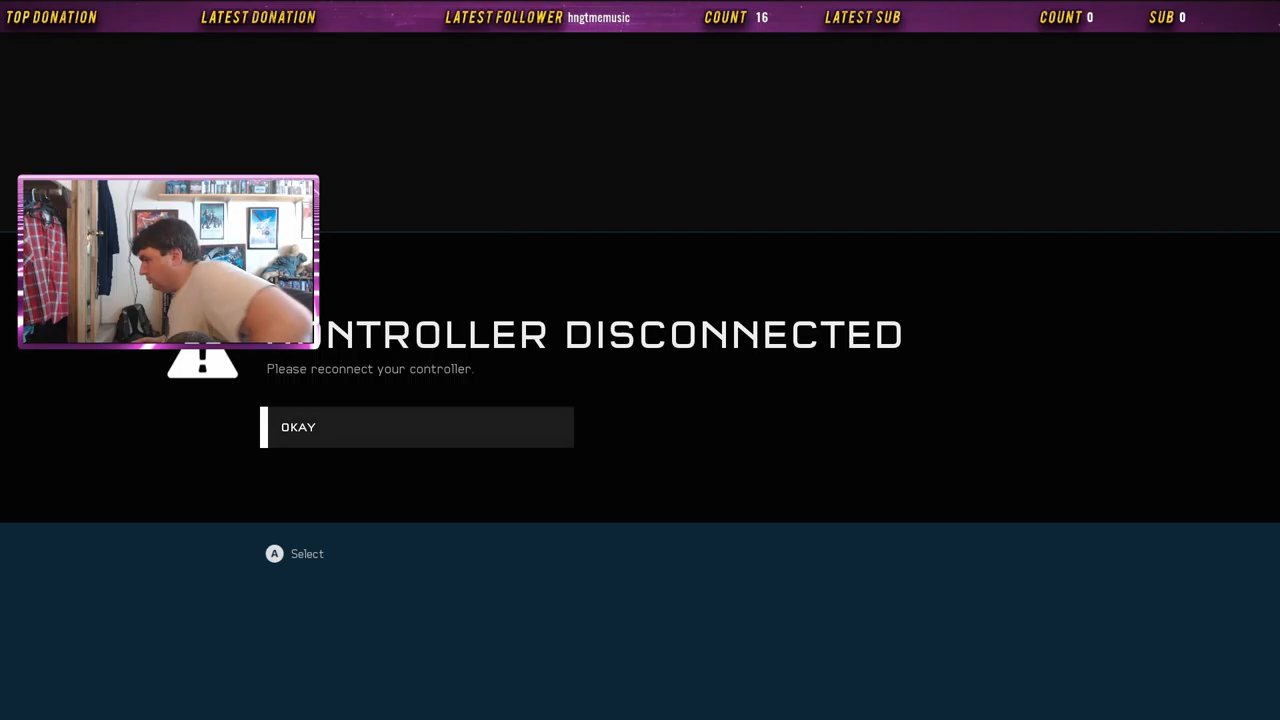 TOP DONATION LATEST DONATION LATEST FOLLOWER hngtmemusic COUNT 16 LATEST SUB COUNT 0 SUB 0
CONTROLLER DISCONNECTED
Please reconnect your controller.
OKAY
A Select